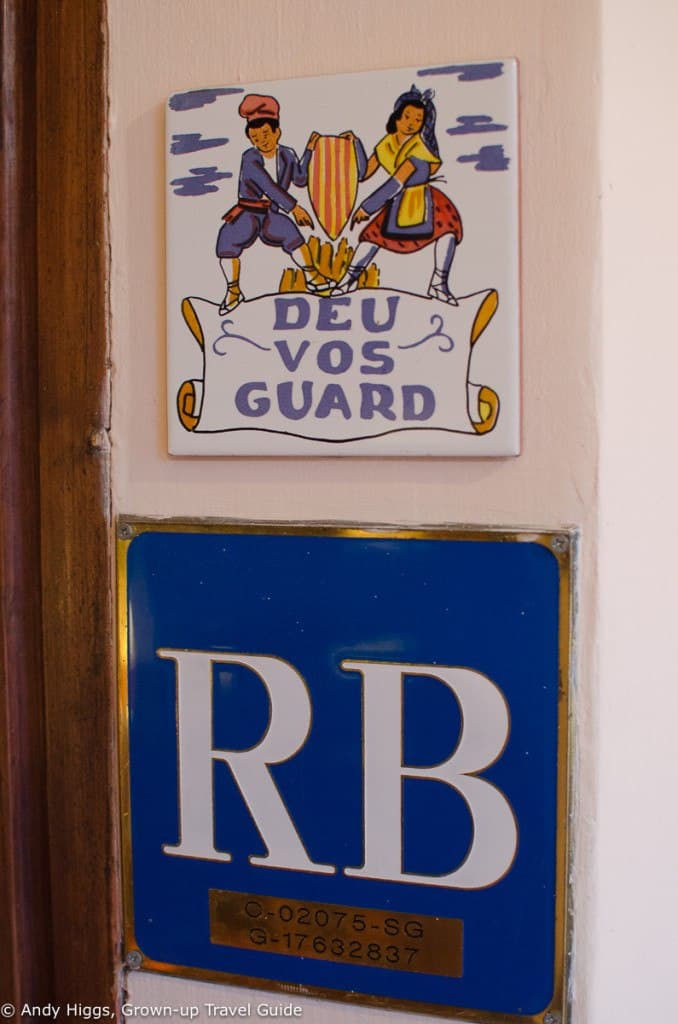 DEU
VOS
GUARD
RB
C-02075-SG
G-17632837
© Andy Higgs, Grown-up Travel Guide